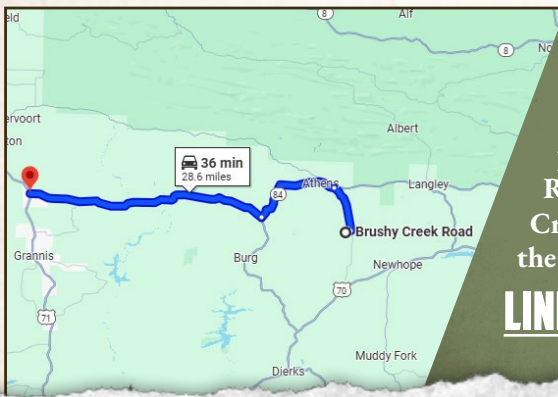 8
Alf
8
ervoort
ton
Albert
36 min
28.6 miles
Athens
Langley
84
Brushy Creek Road
Grannis
Burg
Newhope
70
71
Muddy Fork
Dierks
R
Cr
the
LIN